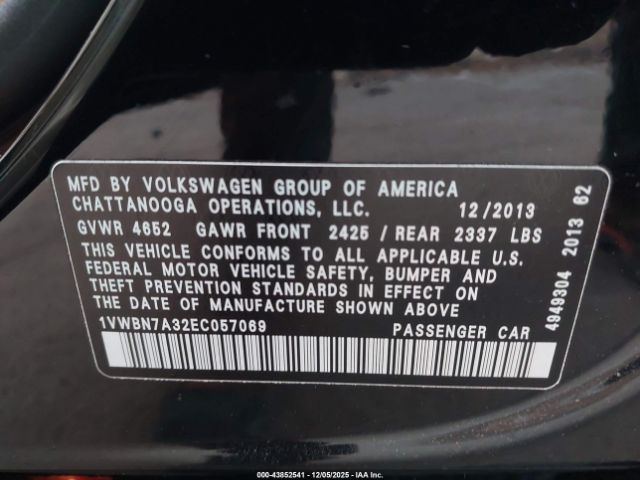 MFD BY VOLKSWAGEN GROUP OF AMERICA
CHATTANOOGA OPERATIONS, LLC. 12/2013
GVWR 4652 GAWR FRONT 2425 / REAR 2337 LBS
THIS VEHICLE CONFORMS TO ALL APPLICABLE U.S.
FEDERAL MOTOR VEHICLE SAFETY, BUMPER AND
THEFT PREVENTION STANDARDS IN EFFECT ON
THE DATE OF MANUFACTURE SHOWN ABOVE
1VWBN7A32EC057069 PASSENGER CAR
4949304 2013 62
000-43852541 - 12/05/2025 - IAAI.COM